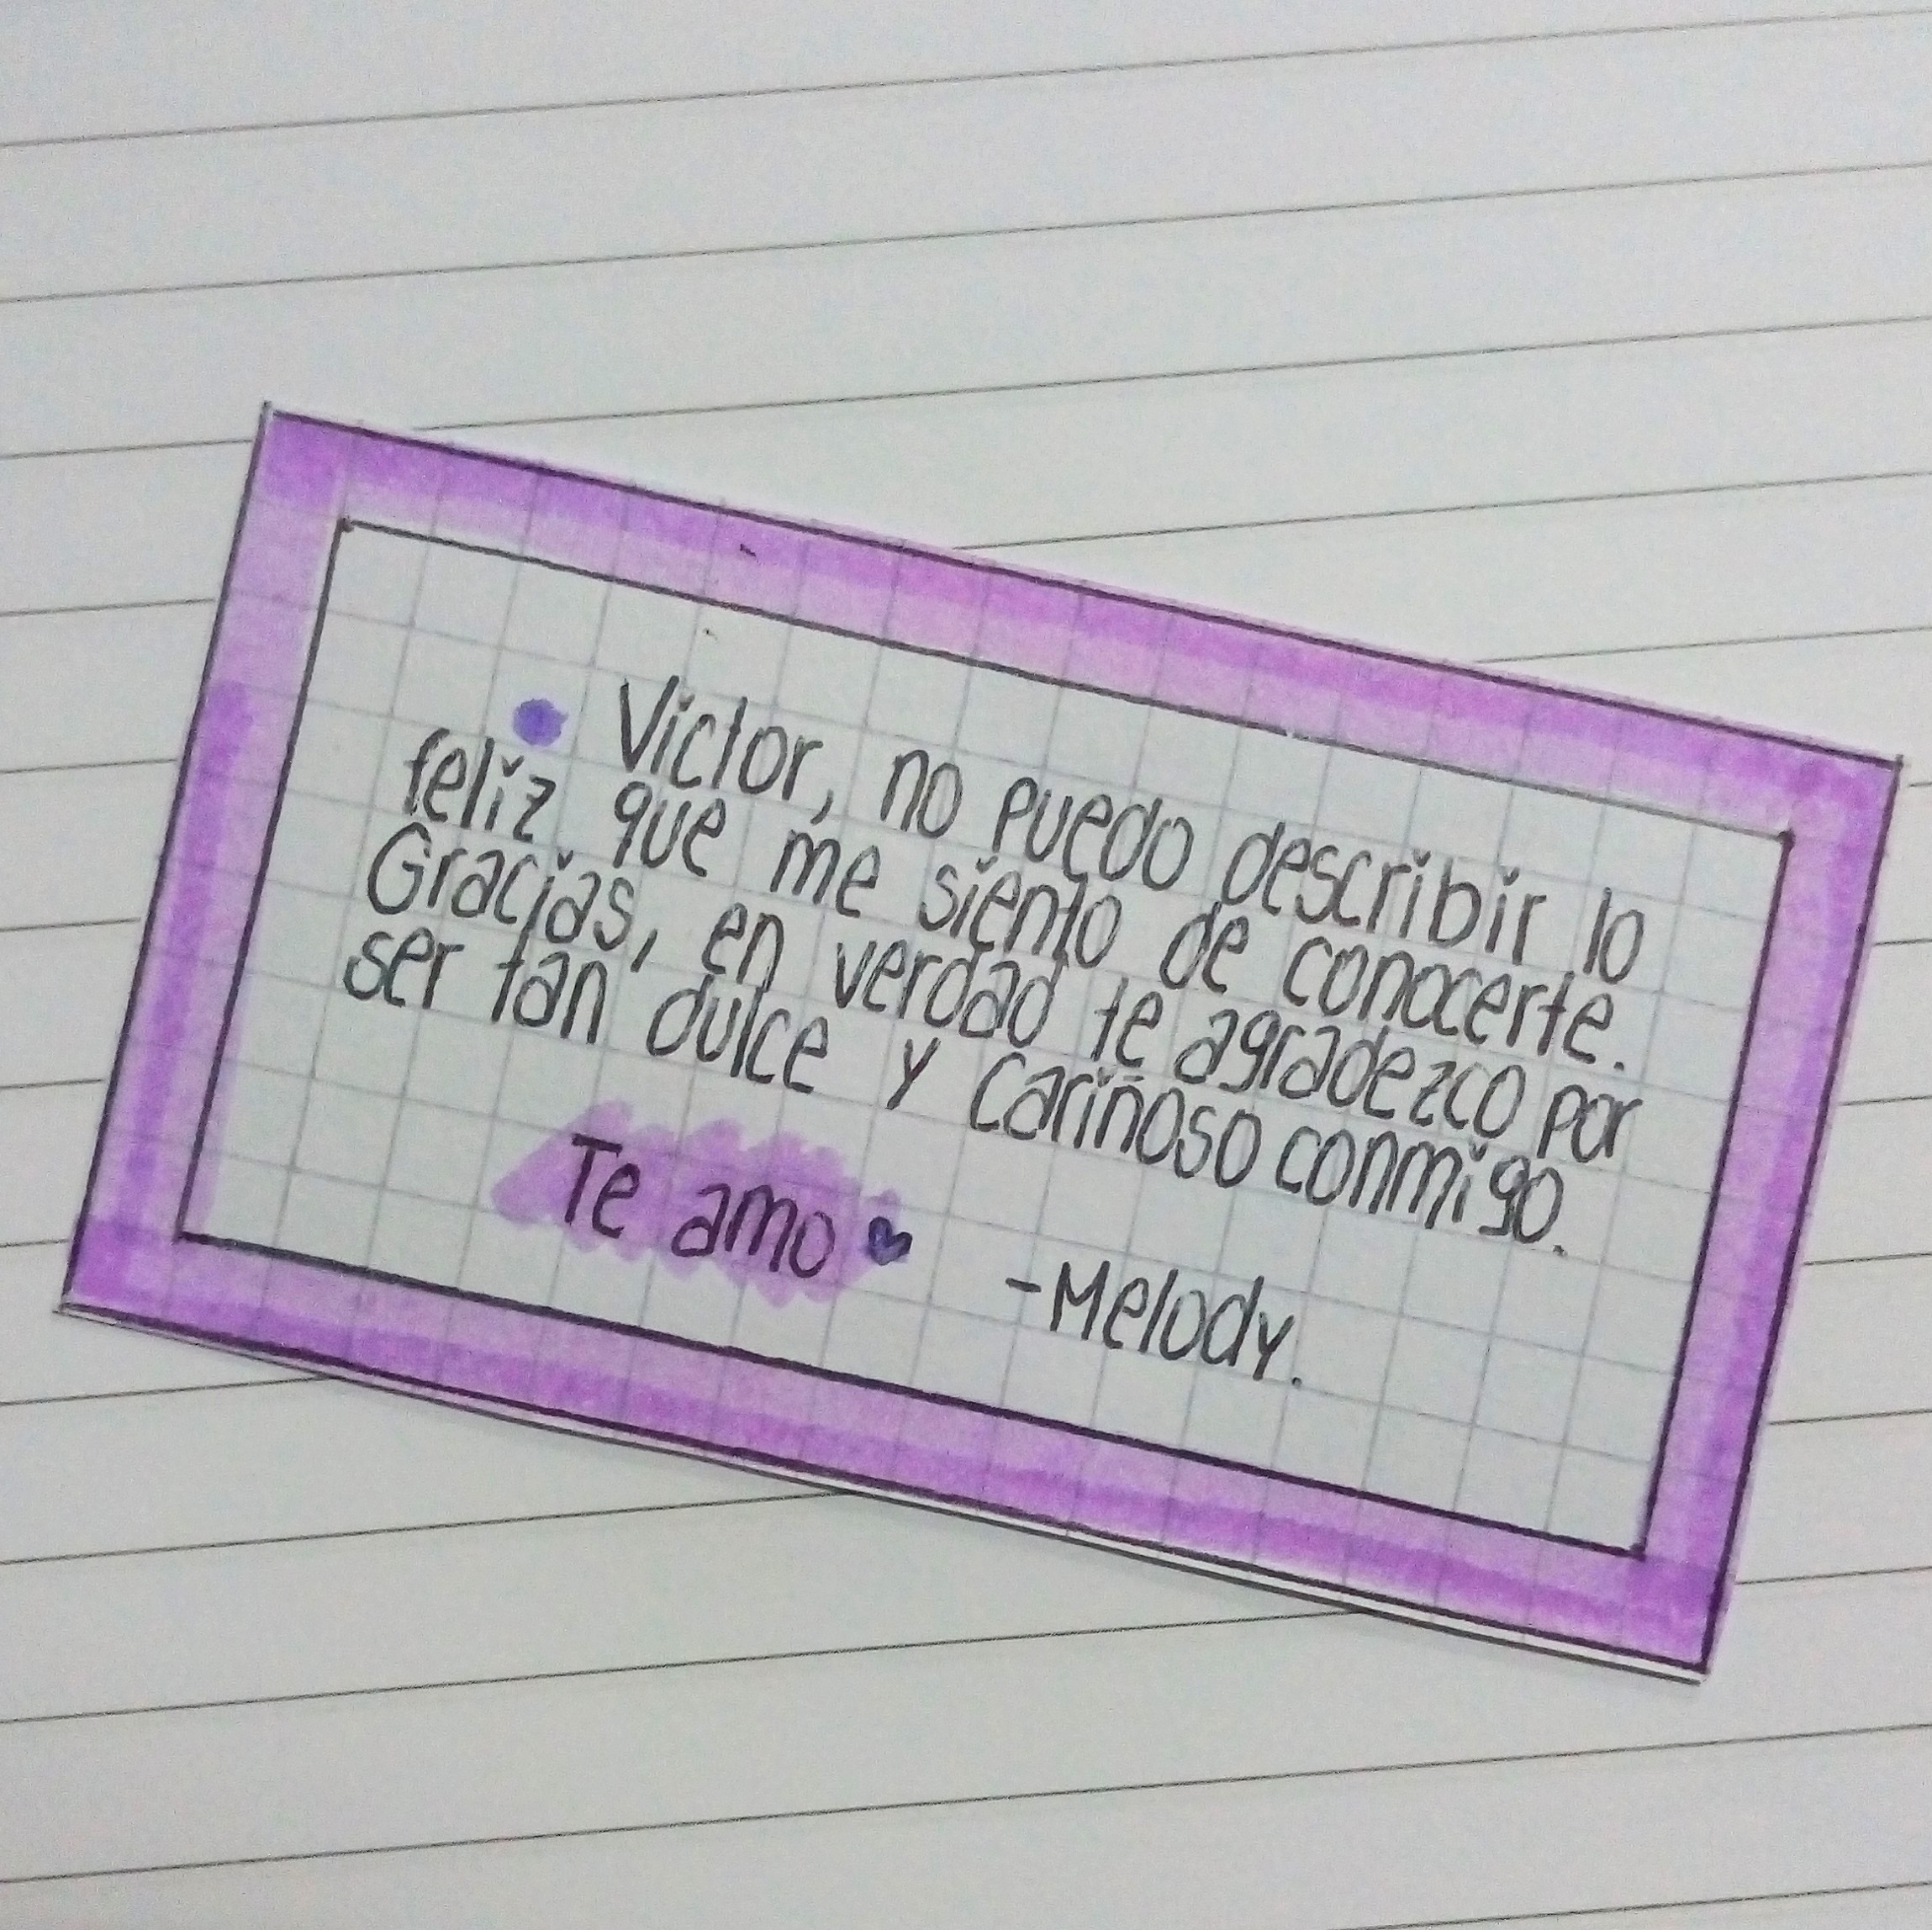 Victor, no puedo describir lo
feliz que me siento de conocerte.
Gracias, en verdad te agradezco por
ser tan dulce y cariñoso conmigo.
Te amo
-Melody.